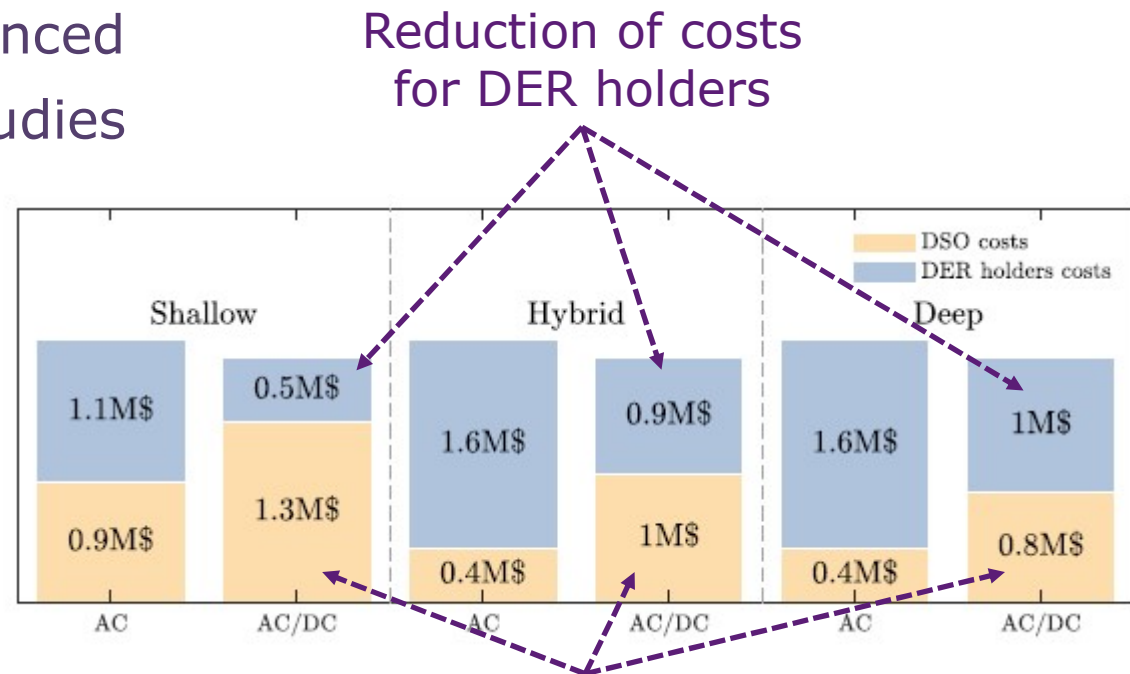 nced
udies
Reduction of costs
for DER holders
DSO costs
DER holders costs
Shallow
Hybrid
Deep
1.1M$
0.5M$
1.6M$
0.9M$
1.6M$
1M$
0.9M$
1.3M$
0.4M$
1M$
0.4M$
0.8M$
AC
AC/DC
AC
AC/DC
AC
AC/DC